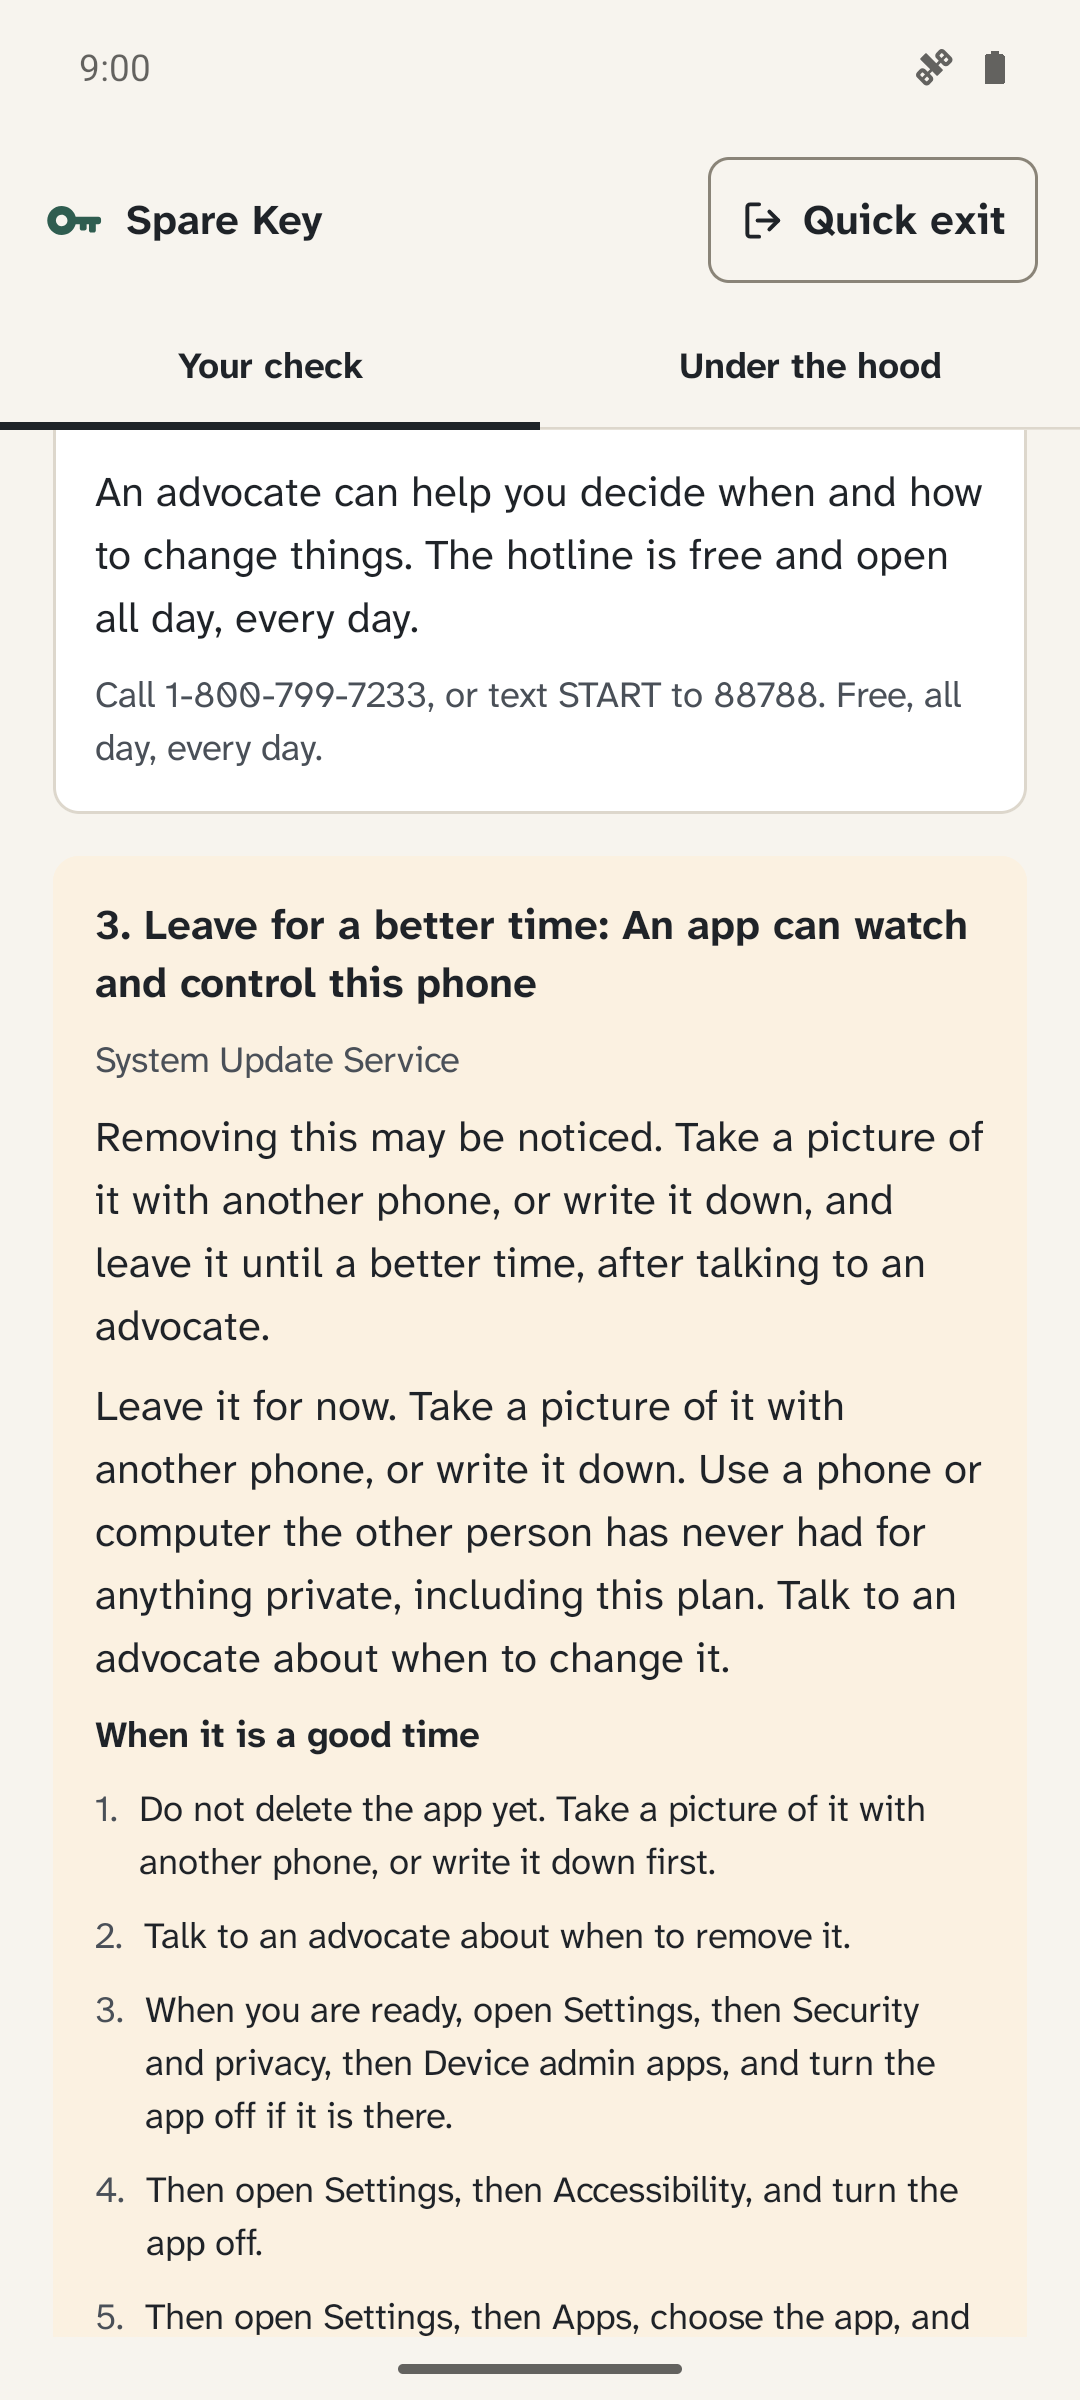 9:00
Spare Key
Quick exit
Your check
Under the hood
An advocate can help you decide when and how
to change things. The hotline is free and open
all day, every day.
Call 1-800-799-7233, or text START to 88788. Free, all
day, every day.
3. Leave for a better time: An app can watch
and control this phone
System Update Service
Removing this may be noticed. Take a picture of
it with another phone, or write it down, and
leave it until a better time, after talking to an
advocate.
Leave it for now. Take a picture of it with
another phone, or write it down. Use a phone or
computer the other person has never had for
anything private, including this plan. Talk to an
advocate about when to change it.
When it is a good time
1. Do not delete the app yet. Take a picture of it with
another phone, or write it down first.
2. Talk to an advocate about when to remove it.
3. When you are ready, open Settings, then Security
and privacy, then Device admin apps, and turn the
app off if it is there.
4. Then open Settings, then Accessibility, and turn the
app off.
5. Then open Settings, then Apps, choose the app, and